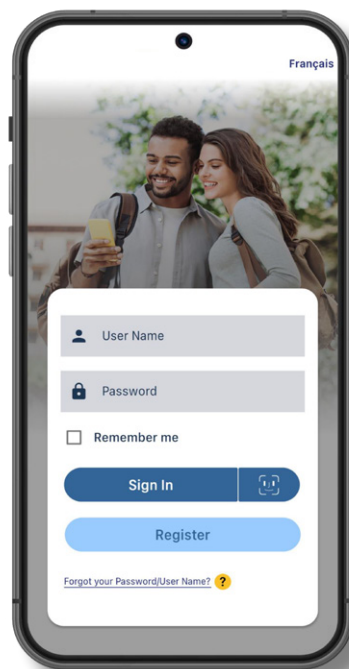 Français
User Name
Password
Remember me
Sign In
Register
Forgot your Password/User Name? ?